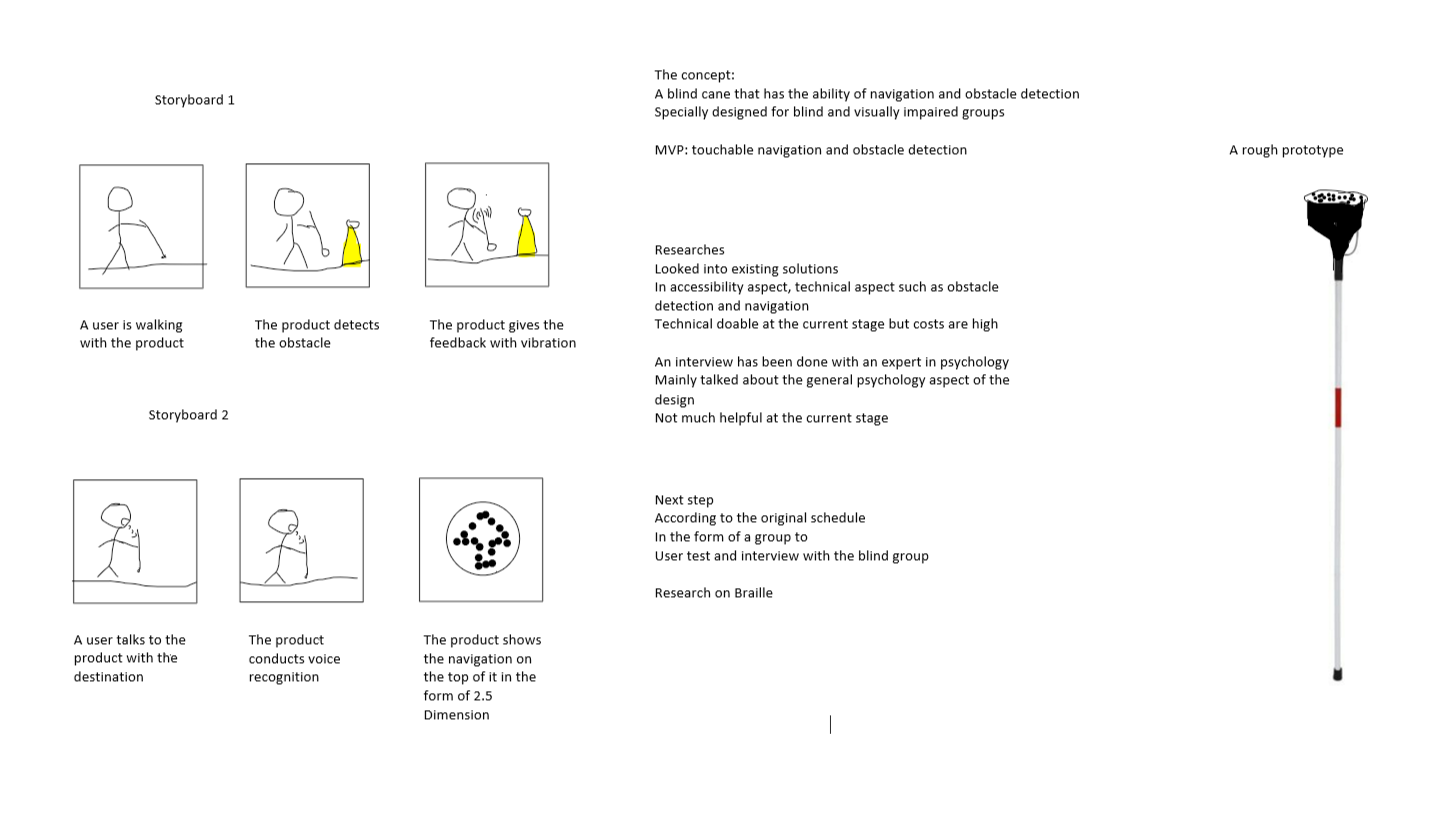 Storyboard 1
A user is walking
with the product
The product detects
the obstacle
The product gives the
feedback with vibration
Storyboard 2
A user talks to the
product with the
destination
The product
conducts voice
recognition
The product shows
the navigation on
the top of it in the
form of 2.5
Dimension
The concept:
A blind cane that has the ability of navigation and obstacle detection
Specially designed for blind and visually impaired groups
MVP: touchable navigation and obstacle detection
Researches
Looked into existing solutions
In accessibility aspect, technical aspect such as obstacle
detection and navigation
Technical doable at the current stage but costs are high
An interview has been done with an expert in psychology
Mainly talked about the general psychology aspect of the
design
Not much helpful at the current stage
Next step
According to the original schedule
In the form of a group to
User test and interview with the blind group
Research on Braille
A rough prototype